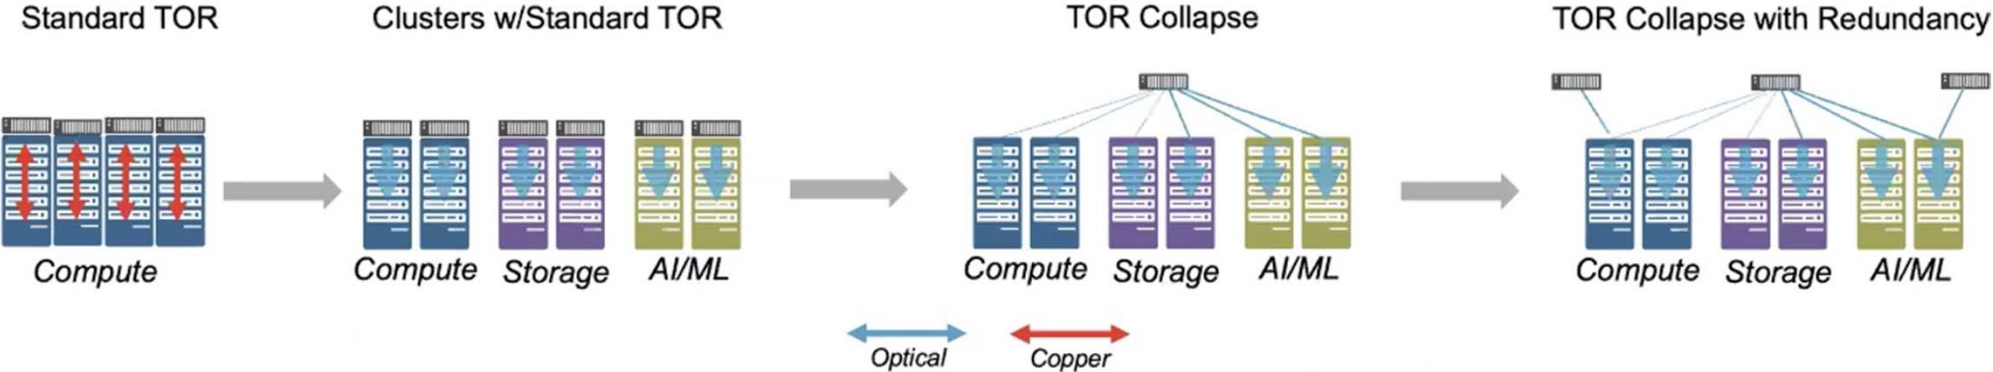 Standard TOR
Clusters w/Standard TOR
TOR Collapse
TOR Collapse with Redundancy
Compute
Compute
Storage
AI/ML
Compute
Storage
AI/ML
Compute
Storage
AI/ML
Optical
Copper